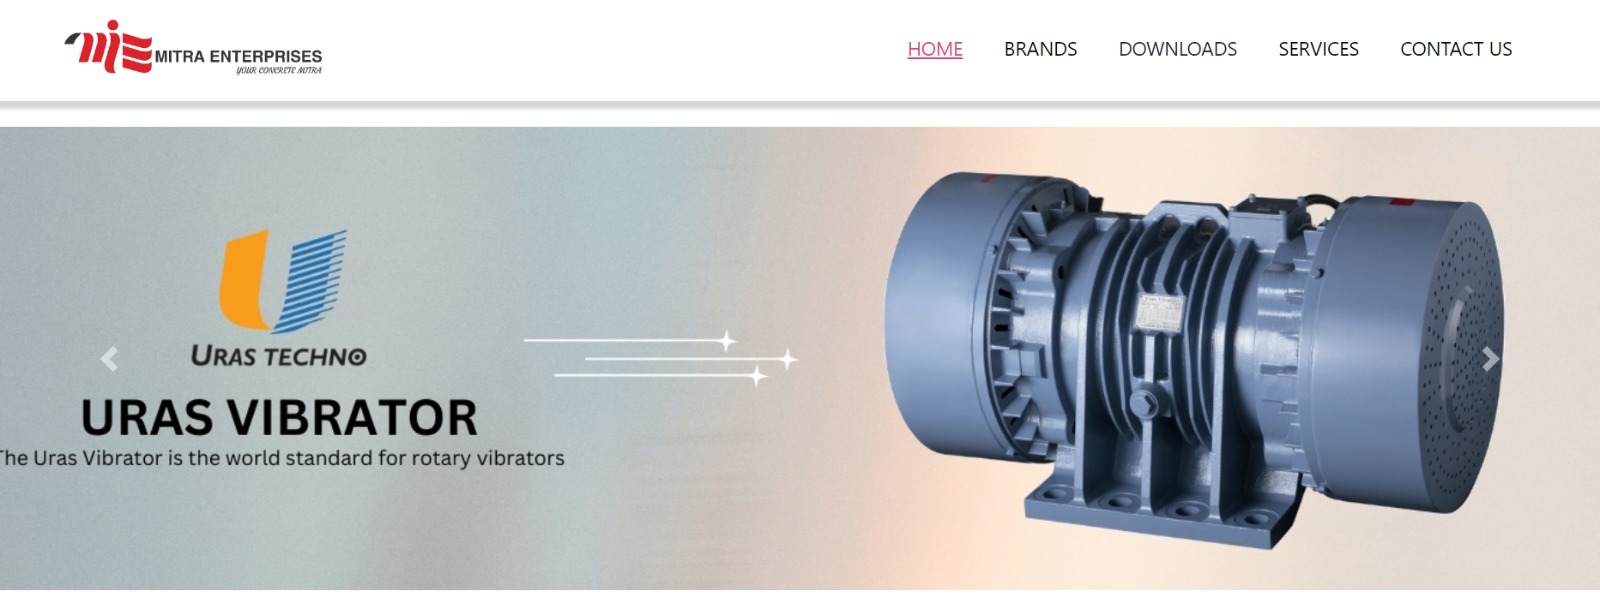 MITRA ENTERPRISES
YOUR CONCRETE MITRA
HOME BRANDS DOWNLOADS SERVICES CONTACT US
URAS TECHNO
URAS VIBRATOR
The Uras Vibrator is the world standard for rotary vibrators